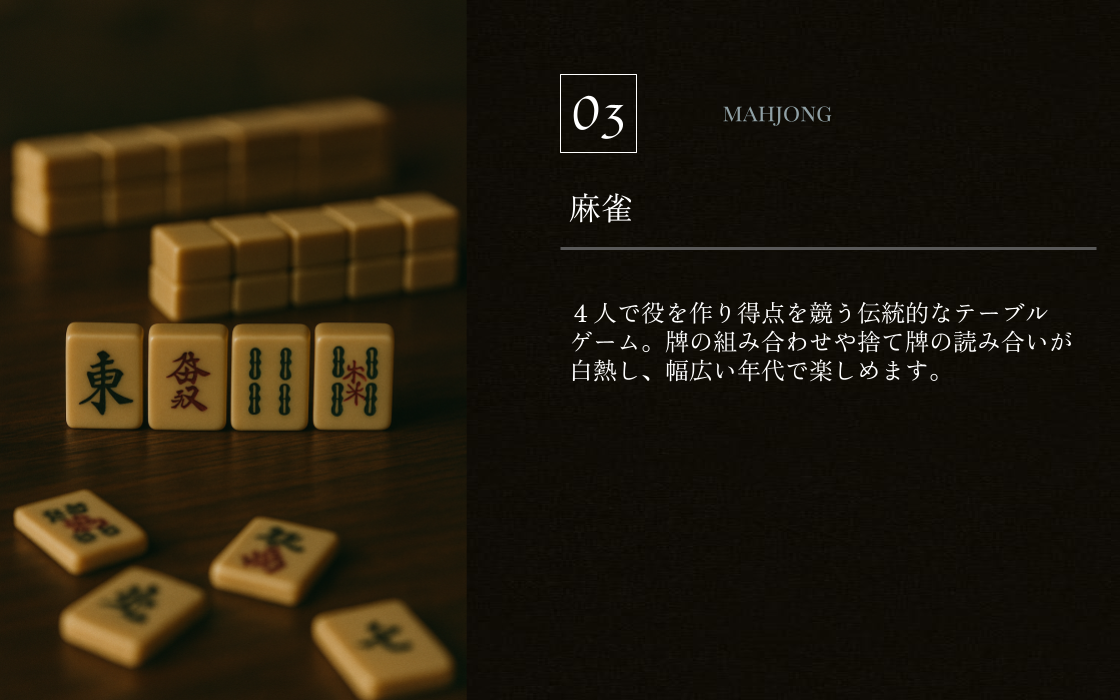 03
MAHJONG
麻雀
４人で役を作り得点を競う伝統的なテーブル
ゲーム。牌の組み合わせや捨て牌の読み合いが
白熱し、幅広い年代で楽しめます。
東